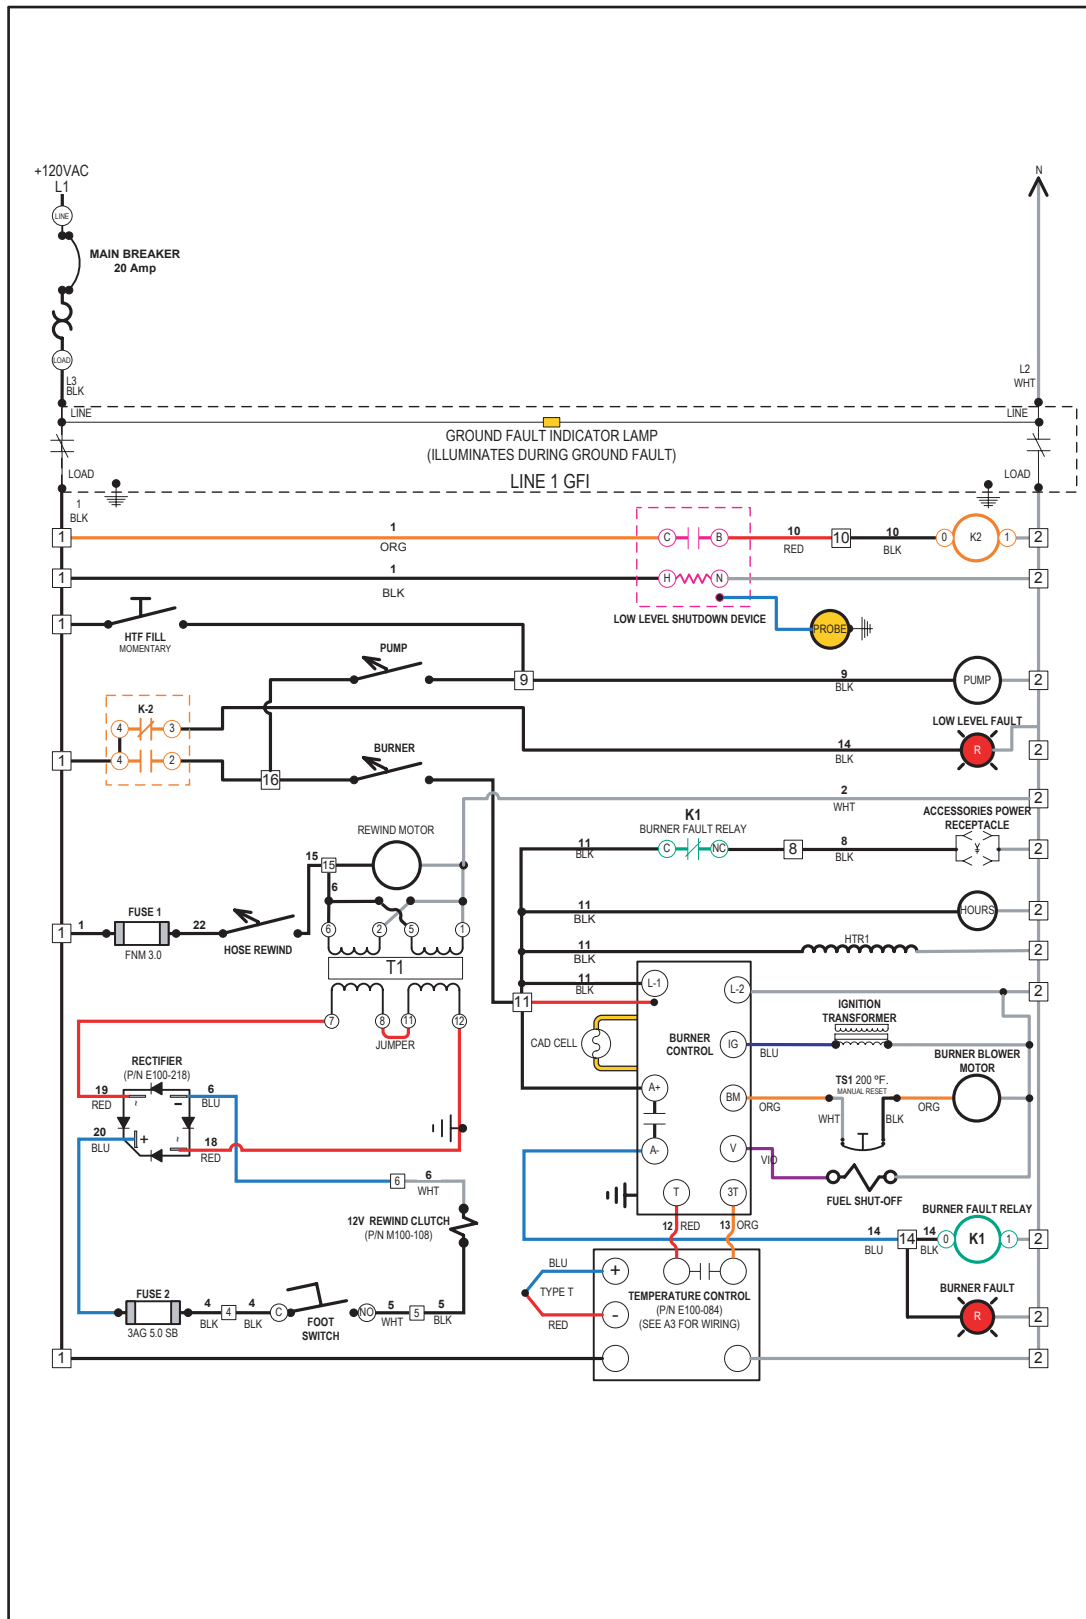 +120VAC
L1
N
LINE
MAIN BREAKER
20 Amp
LOAD
L3
BLK
L2
WHT
LINE
LINE
GROUND FAULT INDICATOR LAMP
(ILLUMINATES DURING GROUND FAULT)
LOAD
LOAD
LINE 1 GFI
1
BLK
1
1
ORG
C
B
10
RED
10
10
BLK
0
K2
1
2
1
1
BLK
H
N
2
LOW LEVEL SHUTDOWN DEVICE
PROBE
1
HTF FILL
MOMENTARY
PUMP
9
9
BLK
PUMP
2
K-2
4
3
LOW LEVEL FAULT
1
4
2
16
BURNER
14
BLK
R
2
2
WHT
2
K1
BURNER FAULT RELAY
ACCESSORIES POWER
RECEPTACLE
REWIND MOTOR
11
BLK
C
NC
8
8
BLK
2
15
15
6
11
BLK
HOURS
2
1
1
FUSE 1
FNM 3.0
22
HOSE REWIND
6
2
5
1
T1
11
BLK
HTR1
2
11
BLK
L-1
L-2
2
11
7
8
11
12
JUMPER
CAD CELL
BURNER
CONTROL
IG
BLU
IGNITION
TRANSFORMER
BURNER BLOWER
MOTOR
RECTIFIER
(P/N E100-218)
19
RED
6
BLU
~
−
+
~
20
BLU
18
RED
A+
BM
ORG
TS1 200 ºF.
MANUAL RESET
WHT
BLK
ORG
A-
V
VIO
FUEL SHUT-OFF
6
6
WHT
T
3T
12
RED
13
ORG
12V REWIND CLUTCH
(P/N M100-108)
BURNER FAULT RELAY
14
BLU
14
14
BLK
0
K1
1
2
BLU
TYPE T
RED
+
-
TEMPERATURE CONTROL
(P/N E100-084)
(SEE A3 FOR WIRING)
BURNER FAULT
R
2
FUSE 2
3AG 5.0 SB
4
BLK
4
4
BLK
C
FOOT
SWITCH
NO
5
WHT
5
5
BLK
1
2